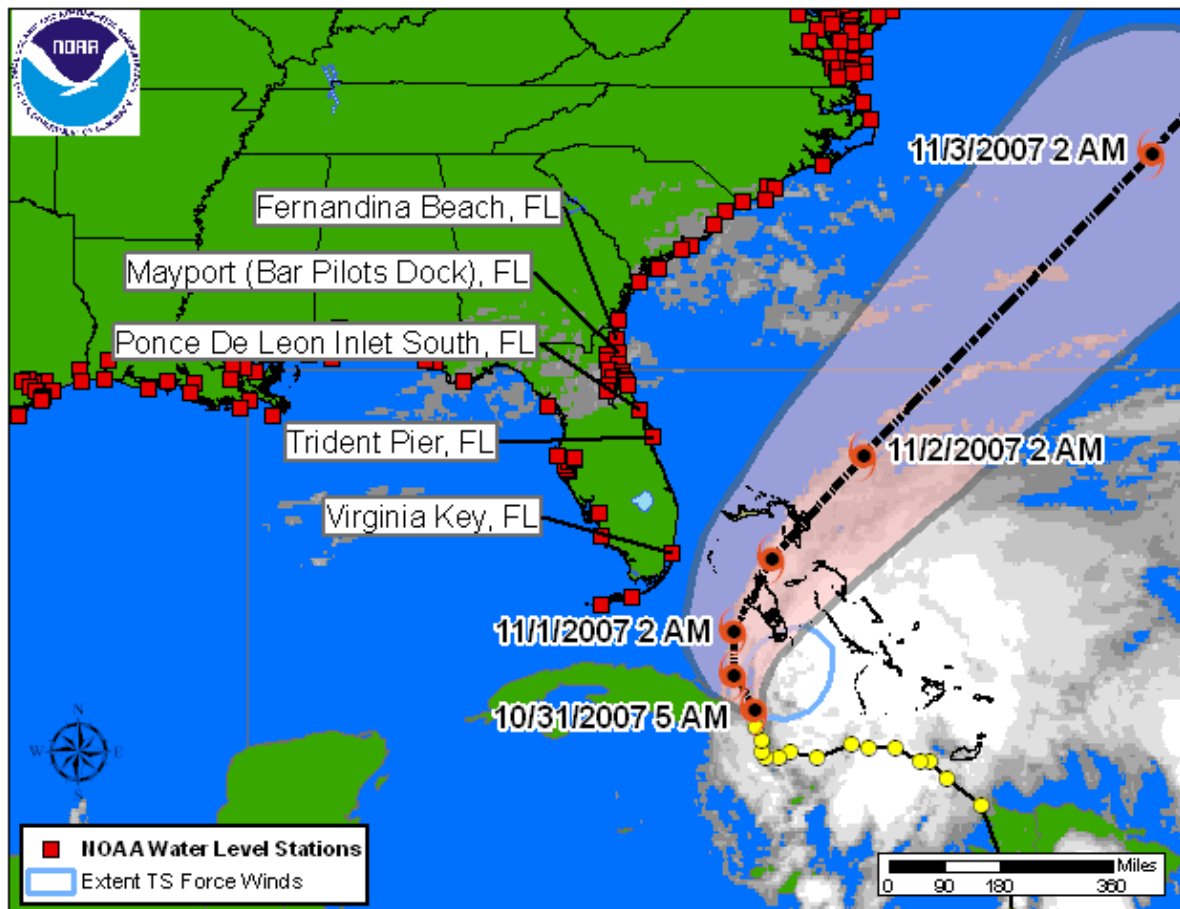 NOAA
11/3/2007 2 AM
Fernandina Beach, FL
Mayport (Bar Pilots Dock), FL
Ponce De Leon Inlet South, FL
Trident Pier, FL
11/2/2007 2 AM
Virginia Key, FL
11/1/2007 2 AM
10/31/2007 5 AM
N
W E
S
NOAA Water Level Stations
Extent TS Force Winds
Miles
0 90 180 360